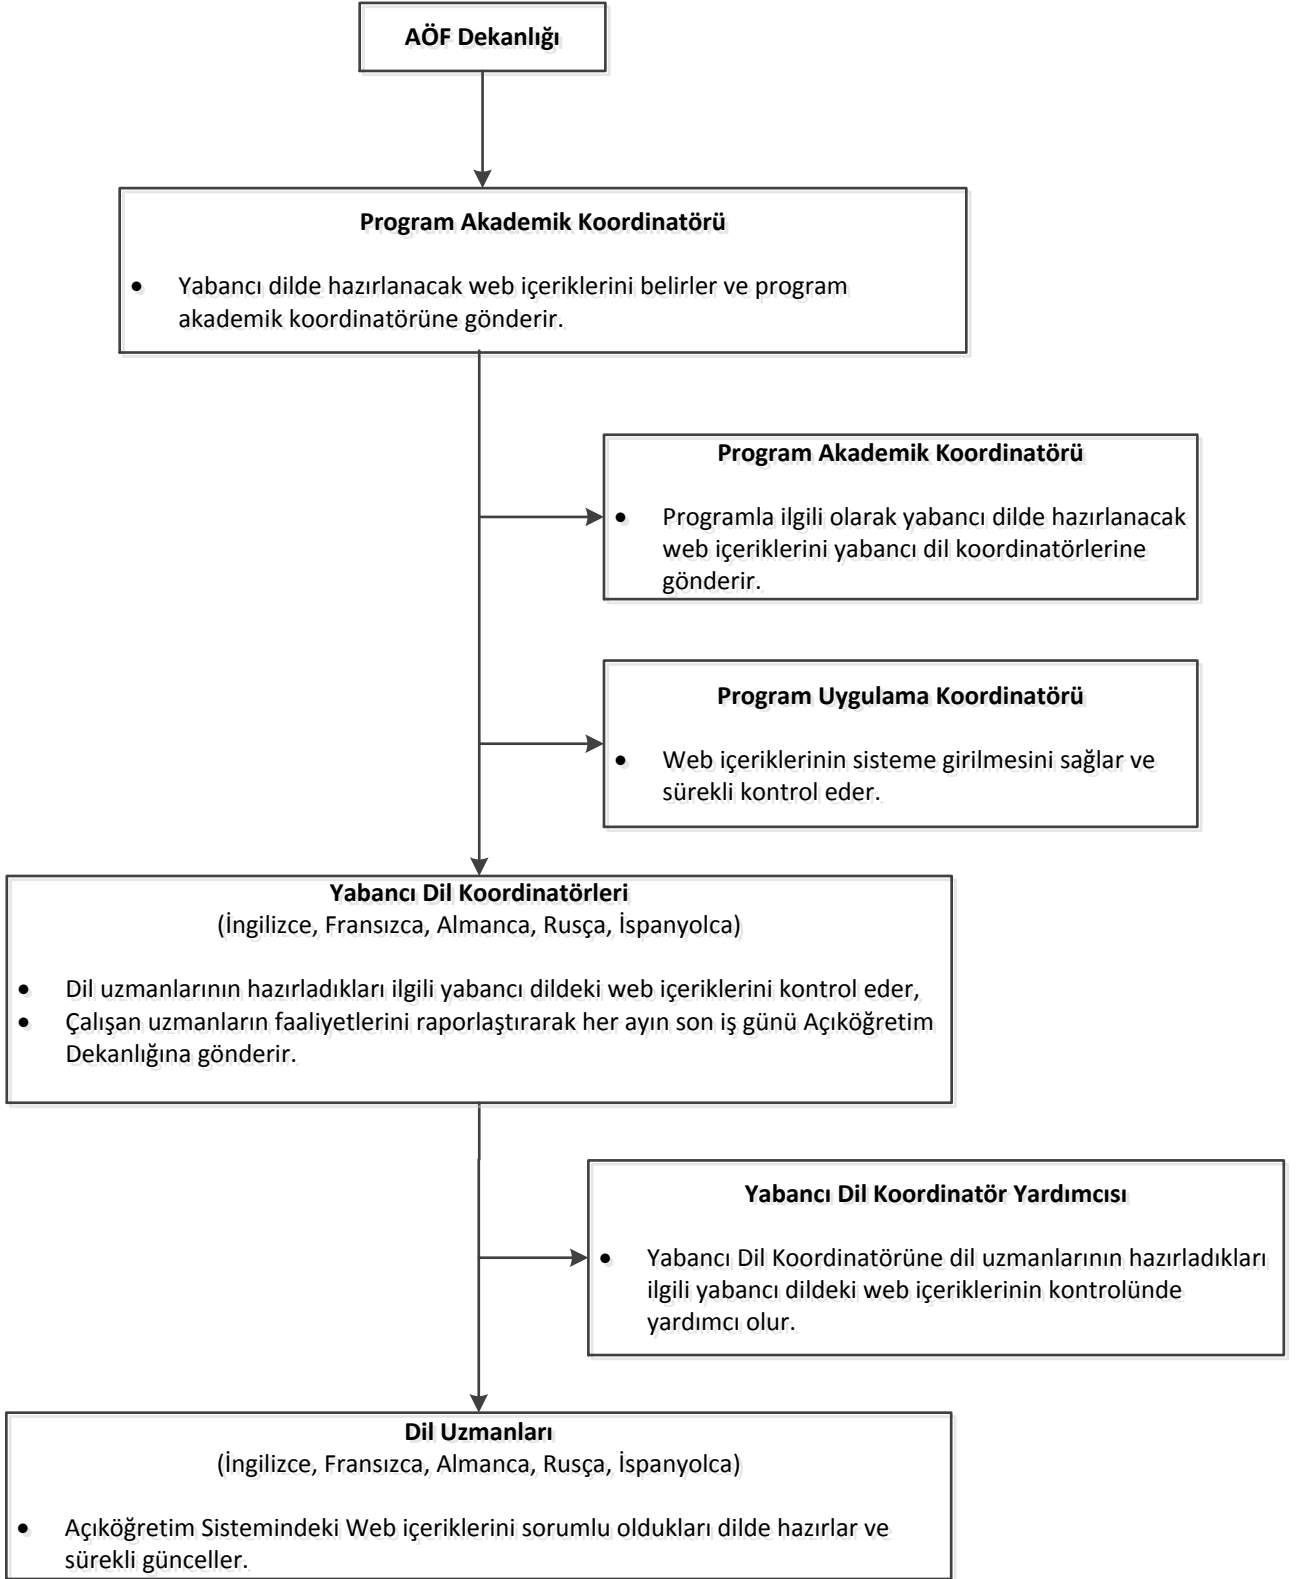 AÖF Dekanlığı
Program Akademik Koordinatörü
• Yabancı dilde hazırlanacak web içeriklerini belirler ve program
akademik koordinatörüne gönderir.
Program Akademik Koordinatörü
• Programla ilgili olarak yabancı dilde hazırlanacak
web içeriklerini yabancı dil koordinatörlerine
gönderir.
Program Uygulama Koordinatörü
• Web içeriklerinin sisteme girilmesini sağlar ve
sürekli kontrol eder.
Yabancı Dil Koordinatörleri
(İngilizce, Fransızca, Almanca, Rusça, İspanyolca)
• Dil uzmanlarının hazırladıkları ilgili yabancı dildeki web içeriklerini kontrol eder,
• Çalışan uzmanların faaliyetlerini raporlaştırarak her ayın son iş günü Açıköğretim
Dekanlığına gönderir.
Yabancı Dil Koordinatör Yardımcısı
• Yabancı Dil Koordinatörüne dil uzmanlarının hazırladıkları
ilgili yabancı dildeki web içeriklerinin kontrolünde
yardımcı olur.
Dil Uzmanları
(İngilizce, Fransızca, Almanca, Rusça, İspanyolca)
• Açıköğretim Sistemindeki Web içeriklerini sorumlu oldukları dilde hazırlar ve
sürekli günceller.